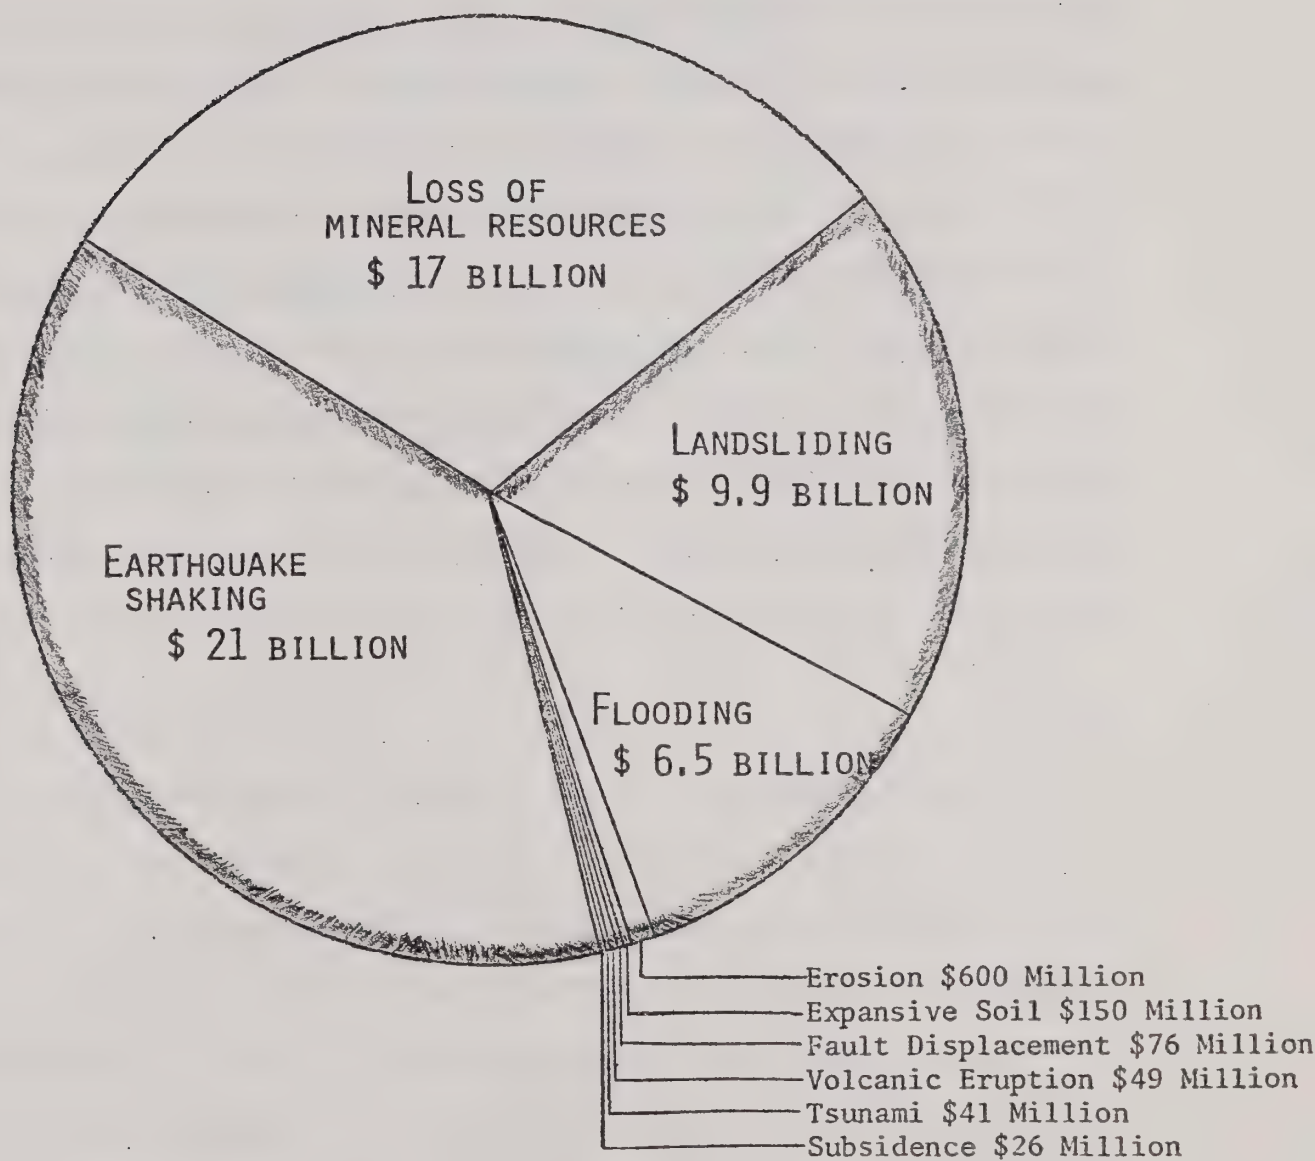 LOSS OF
MINERAL RESOURCES
$ 17 BILLION
LANDSLIDING
$ 9.9 BILLION
EARTHQUAKE
SHAKING
$ 21 BILLION
FLOODING
$ 6.5 BILLION
Erosion $600 Million
Expansive Soil $150 Million
Fault Displacement $76 Million
Volcanic Eruption $49 Million
Tsunami $41 Million
Subsidence $26 Million